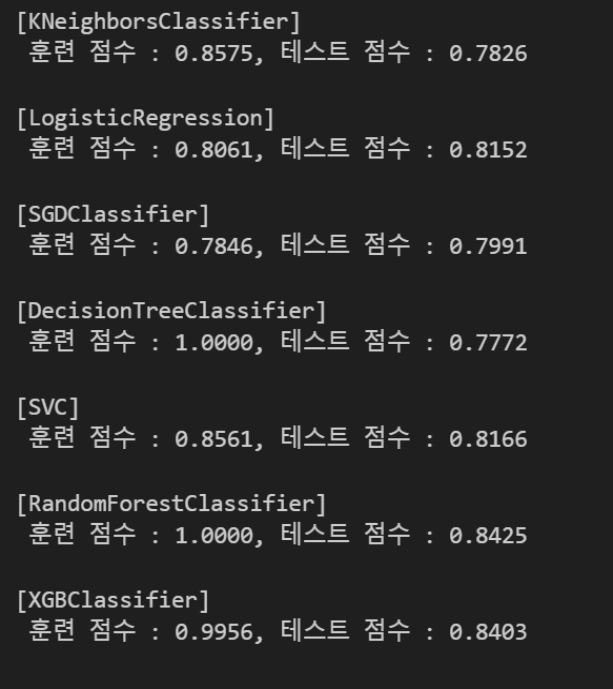 [KNeighborsClassifier]
훈련 점수 : 0.8575, 테스트 점수 : 0.7826
[LogisticRegression]
훈련 점수 : 0.8061, 테스트 점수 : 0.8152
[SGDClassifier]
훈련 점수 : 0.7846, 테스트 점수 : 0.7991
[DecisionTreeClassifier]
훈련 점수 : 1.0000, 테스트 점수 : 0.7772
[SVC]
훈련 점수 : 0.8561, 테스트 점수 : 0.8166
[RandomForestClassifier]
훈련 점수 : 1.0000, 테스트 점수 : 0.8425
[XGBClassifier]
훈련 점수 : 0.9956, 테스트 점수 : 0.8403